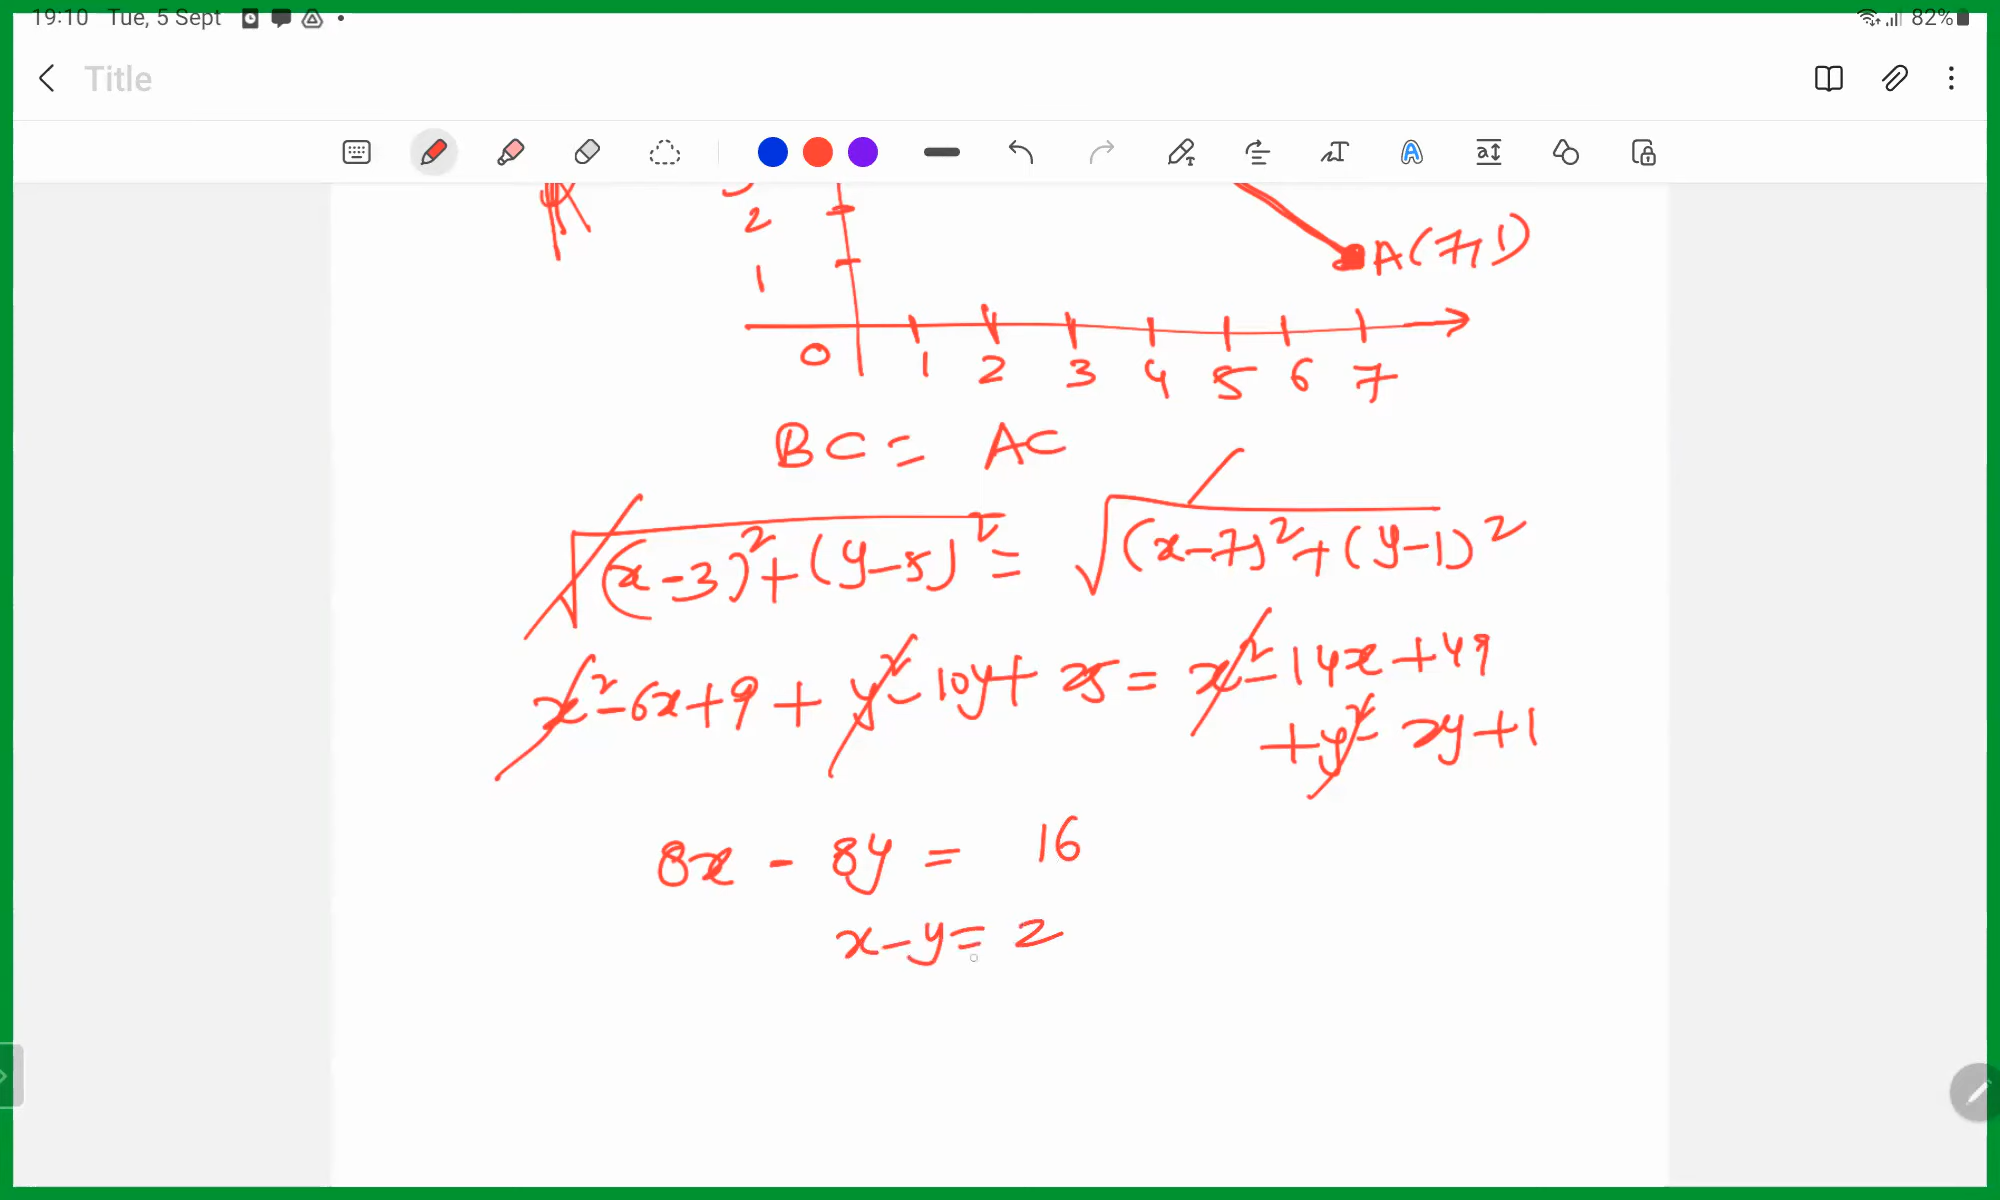 19:10 Tue, 5 Sept
82%
Title
2
A(7,1)
1
0 1 2 3 4 5 6 7
BC = AC
√(x-3)²+(y-5)² = √(x-7)²+(y-1)²
x²-6x+9+y²-10y+25 = x²-14x+49
+y²-2y+1
8x - 8y = 16
x-y = 2